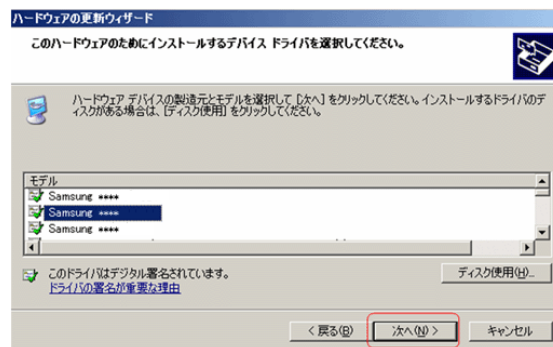 ハードウェアの更新ウィザード
このハードウェアのためにインストールするデバイス ドライバを選択してください。
ハードウェア デバイスの製造元とモデルを選択して [次へ] をクリックしてください。インストールするドライバのデ
ィスクがある場合は、[ディスク使用] をクリックしてください。
モデル
Samsung ****
Samsung ****
Samsung ****
このドライバはデジタル署名されています。
ドライバの署名が重要な理由
ディスク使用(H)...
< 戻る(B)
次へ(N) >
キャンセル